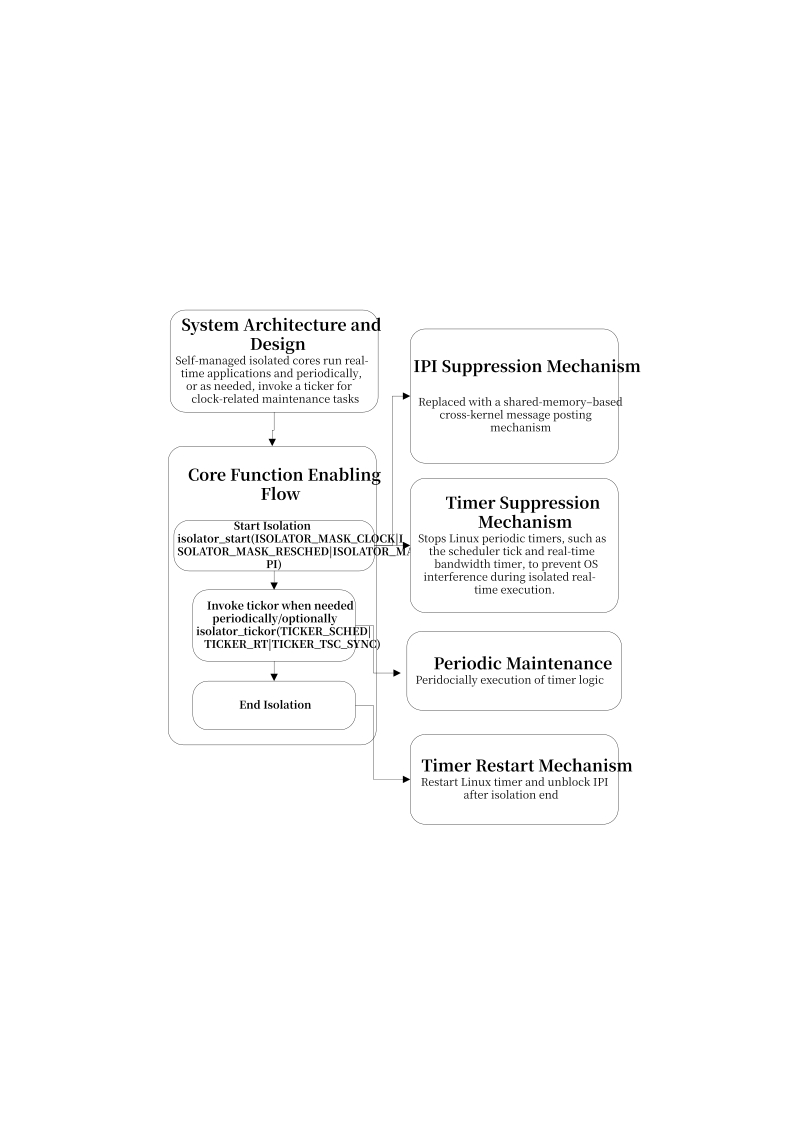 System Architecture and
Design
Self-managed isolated cores run real-
time applications and periodically,
or as needed, invoke a ticker for
clock-related maintenance tasks
Core Function Enabling
Flow
Start Isolation
isolator_start(ISOLATOR_MASK_CLOCK|I
SOLATOR_MASK_RESCHED|ISOLATOR_MA
PI)
Invoke tickor when needed
periodically/optionally
isolator_tickor(TICKER_SCHED|
TICKER_RT|TICKER_TSC_SYNC)
End Isolation
IPI Suppression Mechanism
Replaced with a shared-memory–based
cross-kernel message posting
mechanism
Timer Suppression
Mechanism
Stops Linux periodic timers, such as
the scheduler tick and real-time
bandwidth timer, to prevent OS
interference during isolated real-
time execution.
Periodic Maintenance
Peridocially execution of timer logic
Timer Restart Mechanism
Restart Linux timer and unblock IPI
after isolation end